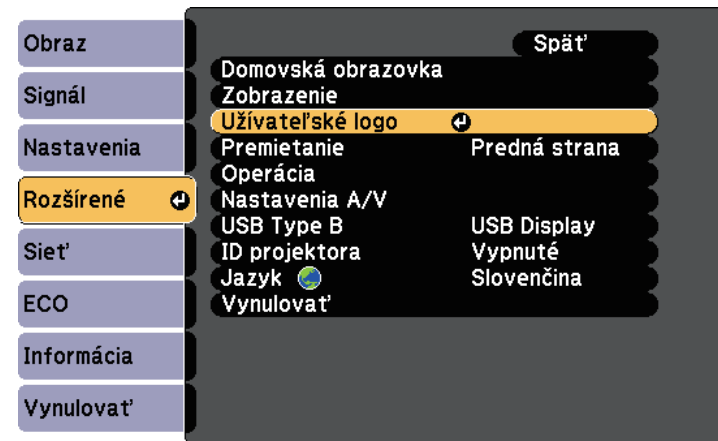 Obraz
Signál
Nastavenia
Rozšírené
Sieť
ECO
Informácia
Vynulovať
Späť
Domovská obrazovka
Zobrazenie
Užívateľské logo
Premietanie Predná strana
Operácia
Nastavenia A/V
USB Type B USB Display
ID projektora Vypnuté
Jazyk Slovenčina
Vynulovať